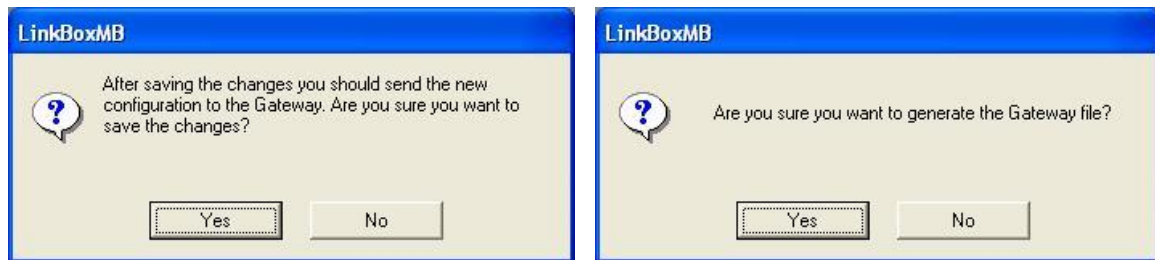 LinkBoxMB
After saving the changes you should send the new
configuration to the Gateway. Are you sure you want to
save the changes?
Yes
No
LinkBoxMB
Are you sure you want to generate the Gateway file?
Yes
No